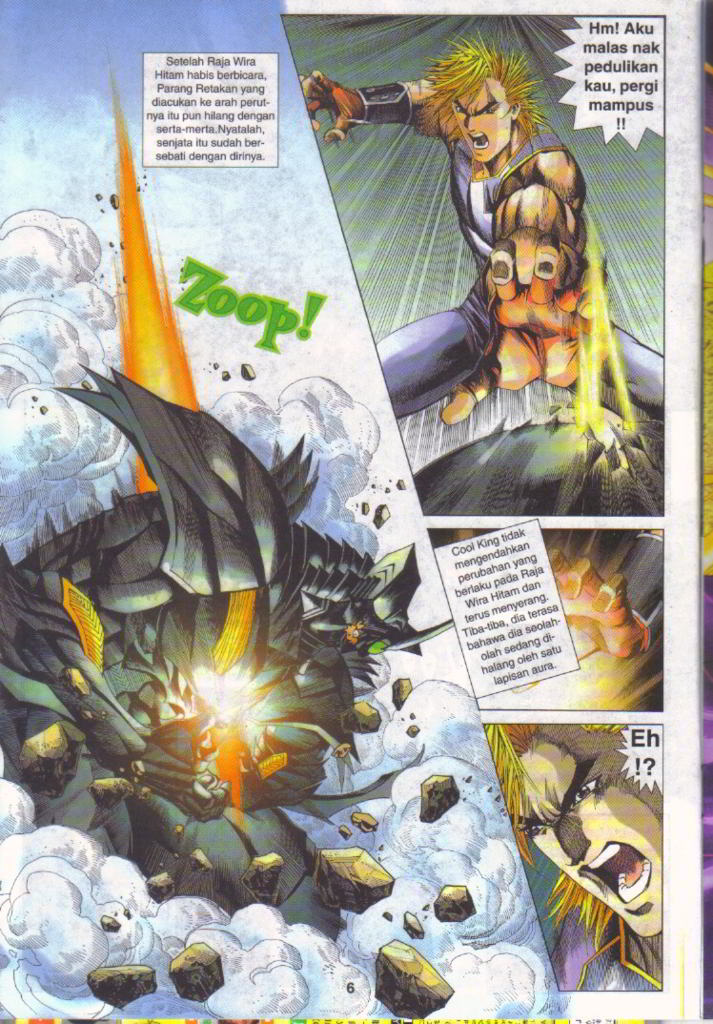 Setelah Raja Wira
Hitam habis berbicara,
Parang Retakan yang
diacukan ke arah perut-
nya itu pun hilang dengan
serta-merta.Nyatalah,
senjata itu sudah ber-
sebati dengan dirinya.
Zoop!
Hm! Aku
malas nak
pedulikan
kau, pergi
mampus
!!
Cool King tidak
mengendahkan
perubahan yang
berlaku pada Raja
Wira Hitam dan
terus menyerang.
Tiba-tiba, dia terasa
bahawa dia seolah-
olah sedang di-
halang oleh satu
lapisan aura.
Eh
!?
6